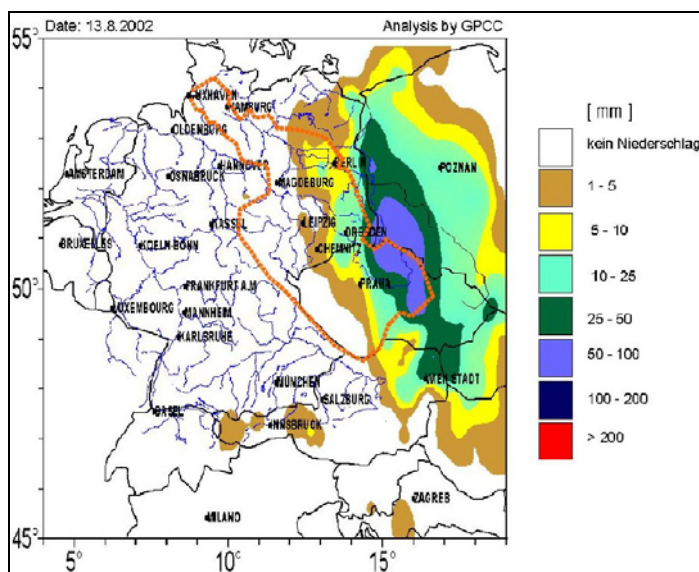 Date: 13.8.2002
Analysis by GPCC
55°
50°
45°
4°
5°
10°
15°
UXHAVEN
HAMBURG
OLDENBURG
HANNOVER
BERLIN
POZNAN
AMSTERDAM
OSNABRUCK
MAGDEBURG
KASSEL
LEIPZIG
DRESDEN
BRUXELLES
KOELN-BONN
CHEMNITZ
FRANKFURT A.M
PRAHA
LUXEMBOURG
MANNHEIM
KARLSRUHE
MUNCHEN
WIEN-STADT
SALZBURG
BASEL
INNSBRUCK
ZAGREB
MILANO
[ mm ]
kein Niederschlag
1 - 5
5 - 10
10 - 25
25 - 50
50 - 100
100 - 200
> 200